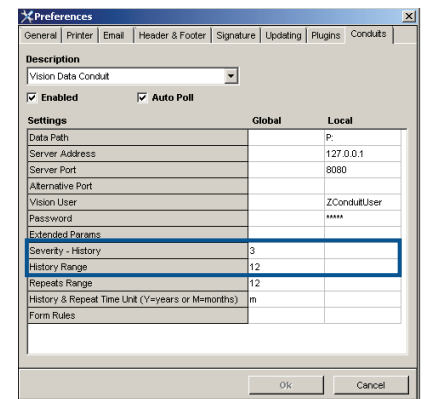 Preferences
General Printer Email Header & Footer Signature Updating Plugins Conduits
Description
Vision Data Conduit
Enabled Auto Poll
Settings Global Local
Data Path P:
Server Address 127.0.0.1
Server Port 8080
Alternative Port
Vision User ZConduitUser
Password *****
Extended Params
Severity - History 3
History Range 12
Repeats Range 12
History & Repeat Time Unit (Y=years or M=months) m
Form Rules
Ok Cancel